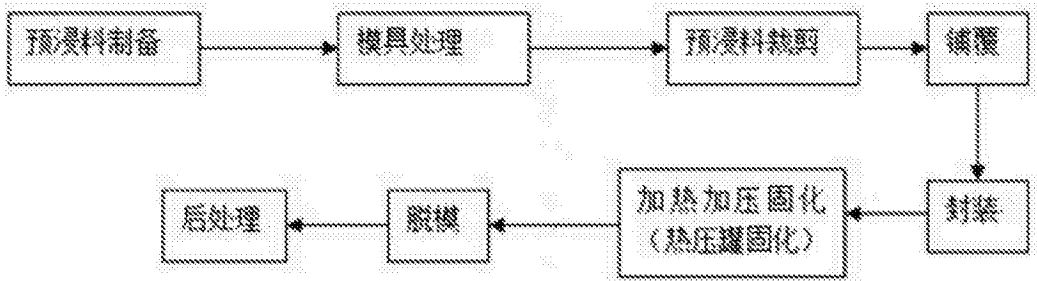 预浸料制备
模具处理
预浸料裁剪
铺覆
封装
加热加压固化
（热压罐固化）
脱模
后处理